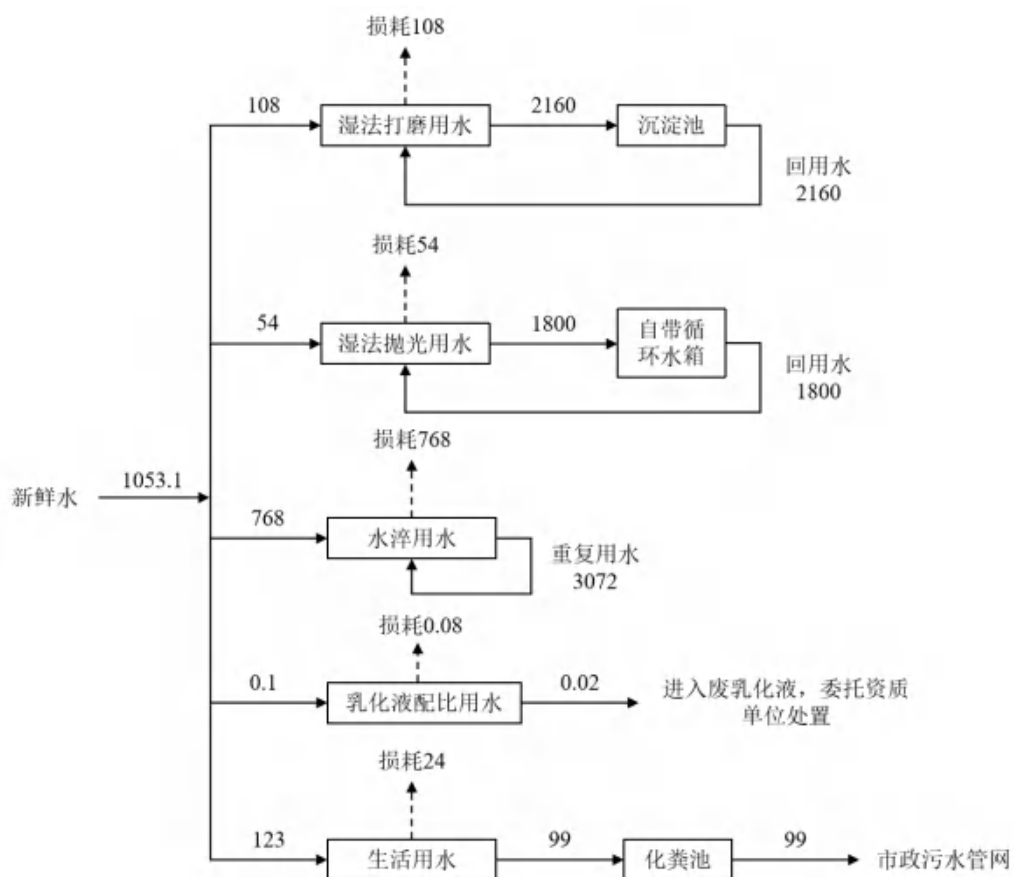 损耗108
108
湿法打磨用水
2160
沉淀池
回用水
2160
损耗54
54
湿法抛光用水
1800
自带循
环水箱
回用水
1800
损耗768
新鲜水
1053.1
768
水淬用水
重复用水
3072
损耗0.08
0.1
乳化液配比用水
0.02
进入废乳化液，委托资质
单位处置
损耗24
123
生活用水
99
化粪池
99
市政污水管网